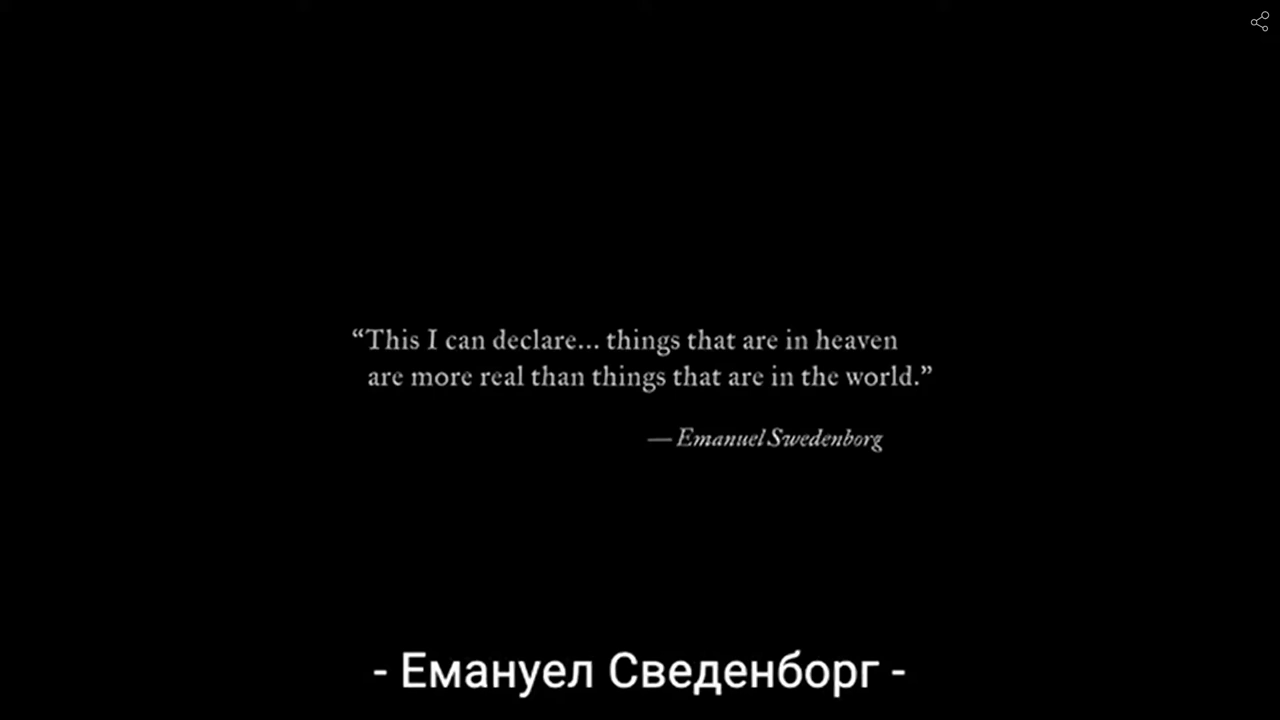 “This I can declare... things that are in heaven
are more real than things that are in the world.”
— Emanuel Swedenborg
- Емануел Сведенборг -